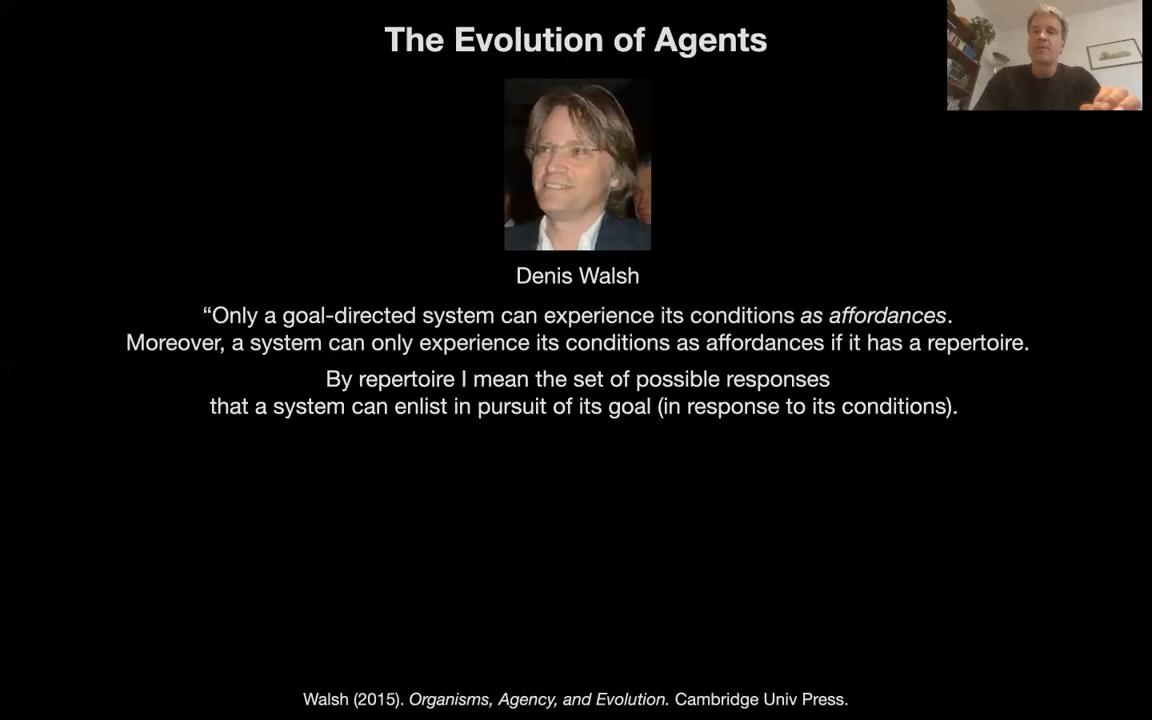 The Evolution of Agents
Denis Walsh
“Only a goal-directed system can experience its conditions as affordances.
Moreover, a system can only experience its conditions as affordances if it has a repertoire.
By repertoire I mean the set of possible responses
that a system can enlist in pursuit of its goal (in response to its conditions).
Walsh (2015). Organisms, Agency, and Evolution. Cambridge Univ Press.